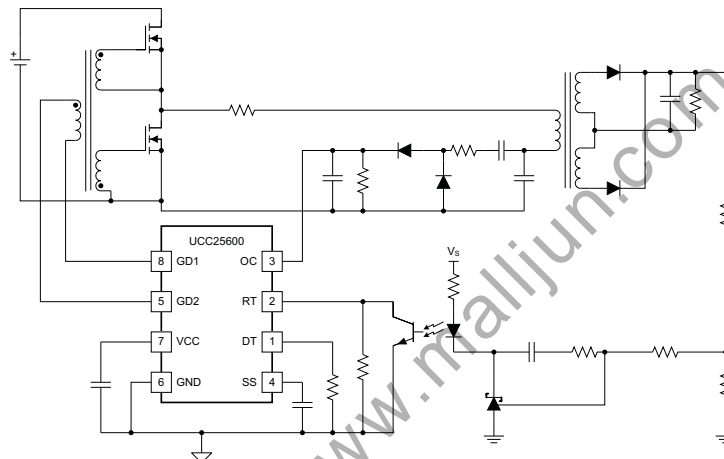 +
UCC25600
8 GD1 OC 3
5 GD2 RT 2
7 VCC DT 1
6 GND SS 4
Vs
www.mallijun.com